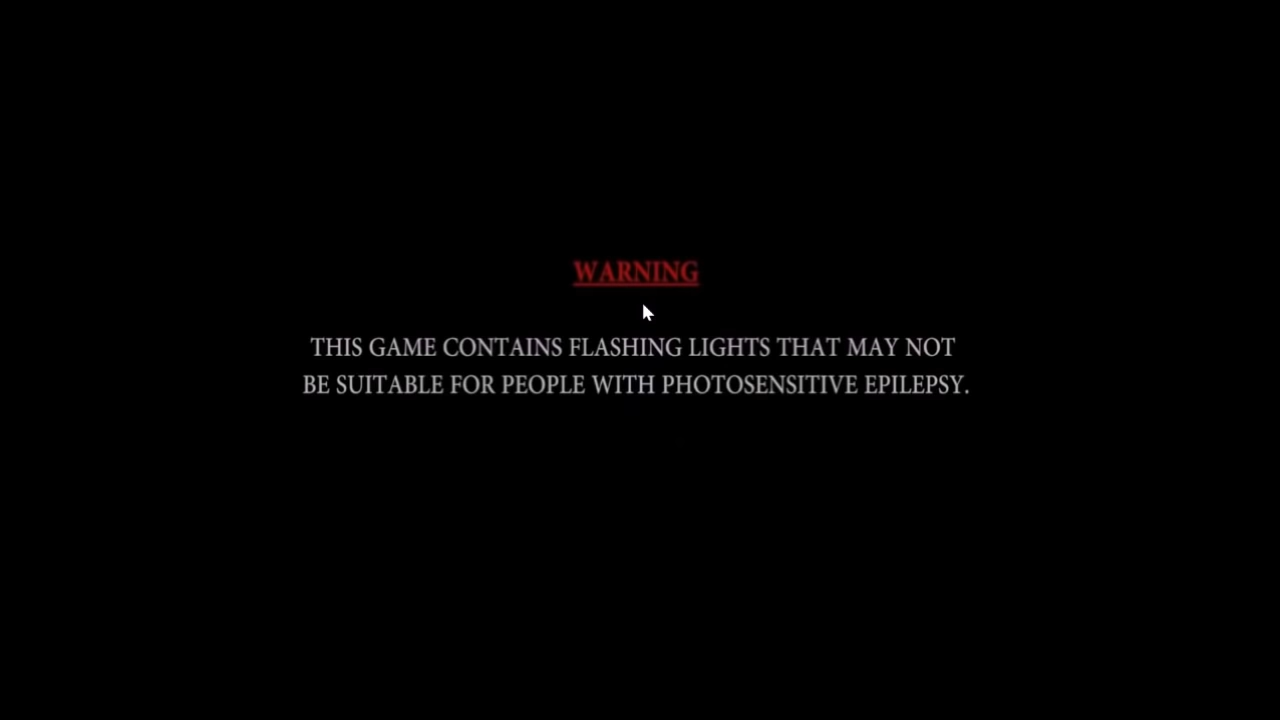 WARNING
THIS GAME CONTAINS FLASHING LIGHTS THAT MAY NOT
BE SUITABLE FOR PEOPLE WITH PHOTOSENSITIVE EPILEPSY.